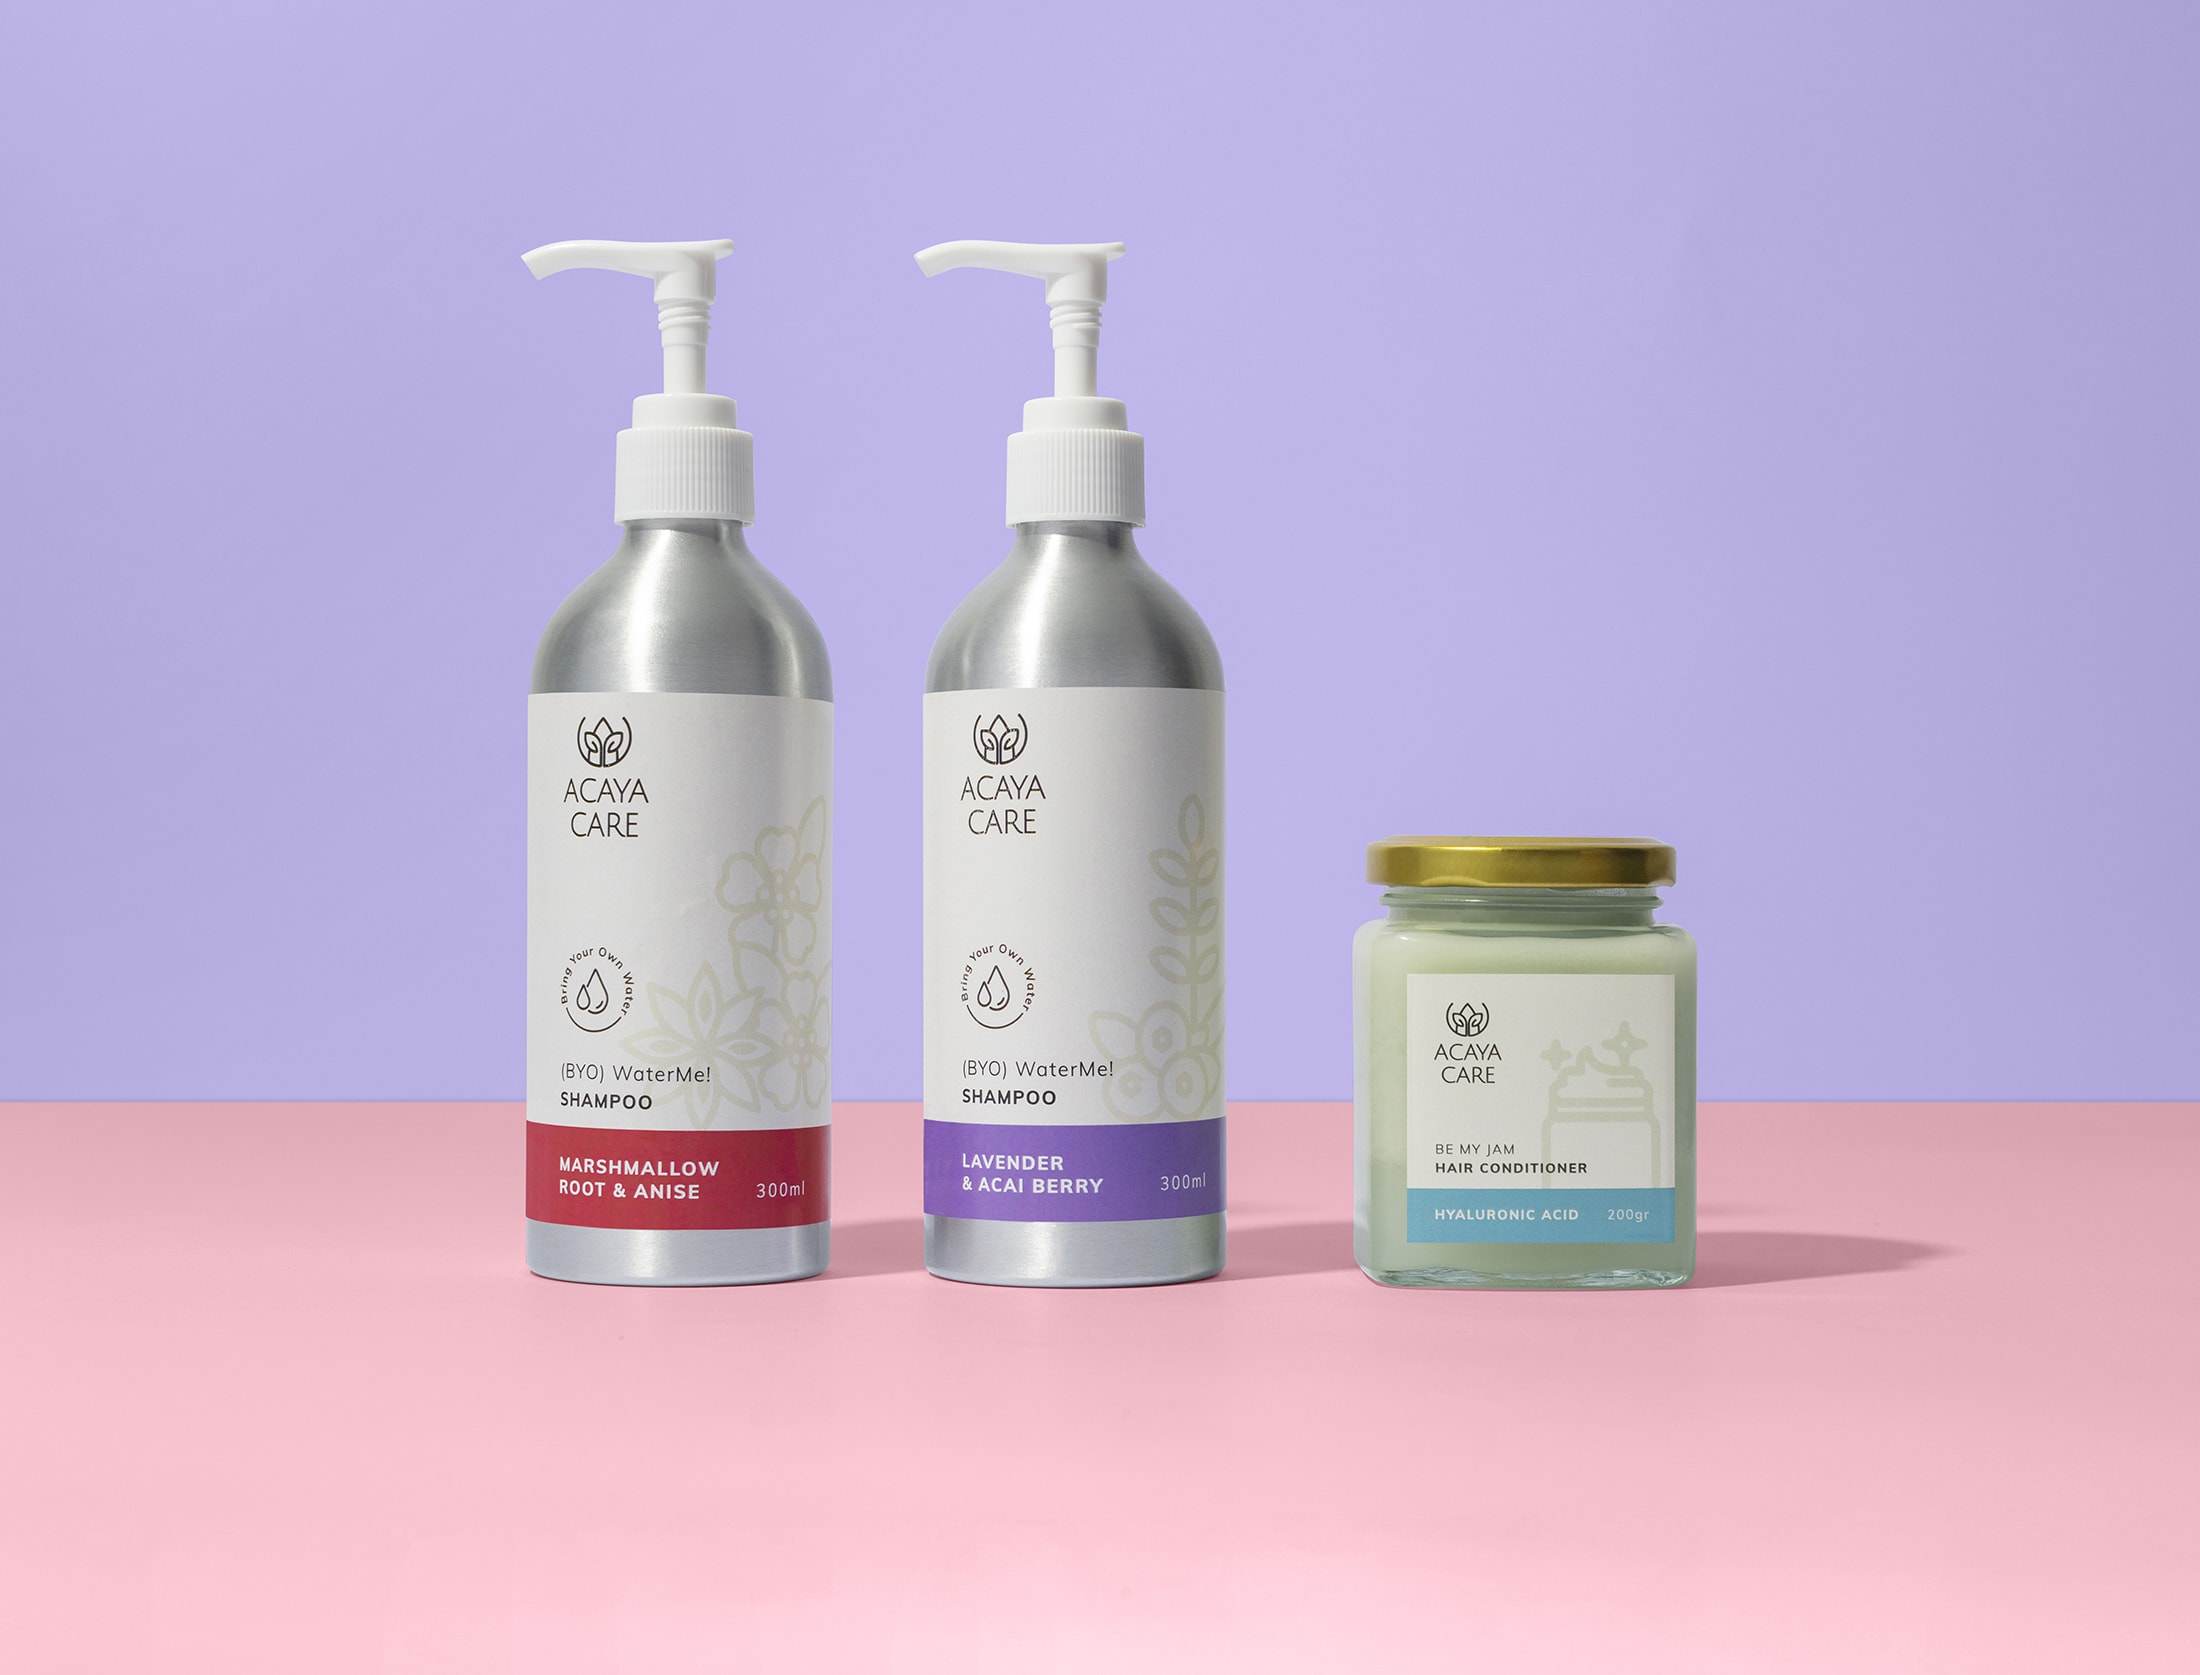 ACAYA
CARE
Bring Your Own Water
(BYO) WaterMe!
SHAMPOO
MARSHMALLOW
ROOT & ANISE
300ml
ACAYA
CARE
Bring Your Own Water
(BYO) WaterMe!
SHAMPOO
LAVENDER
& ACAI BERRY
300ml
ACAYA
CARE
BE MY JAM
HAIR CONDITIONER
HYALURONIC ACID 200gr